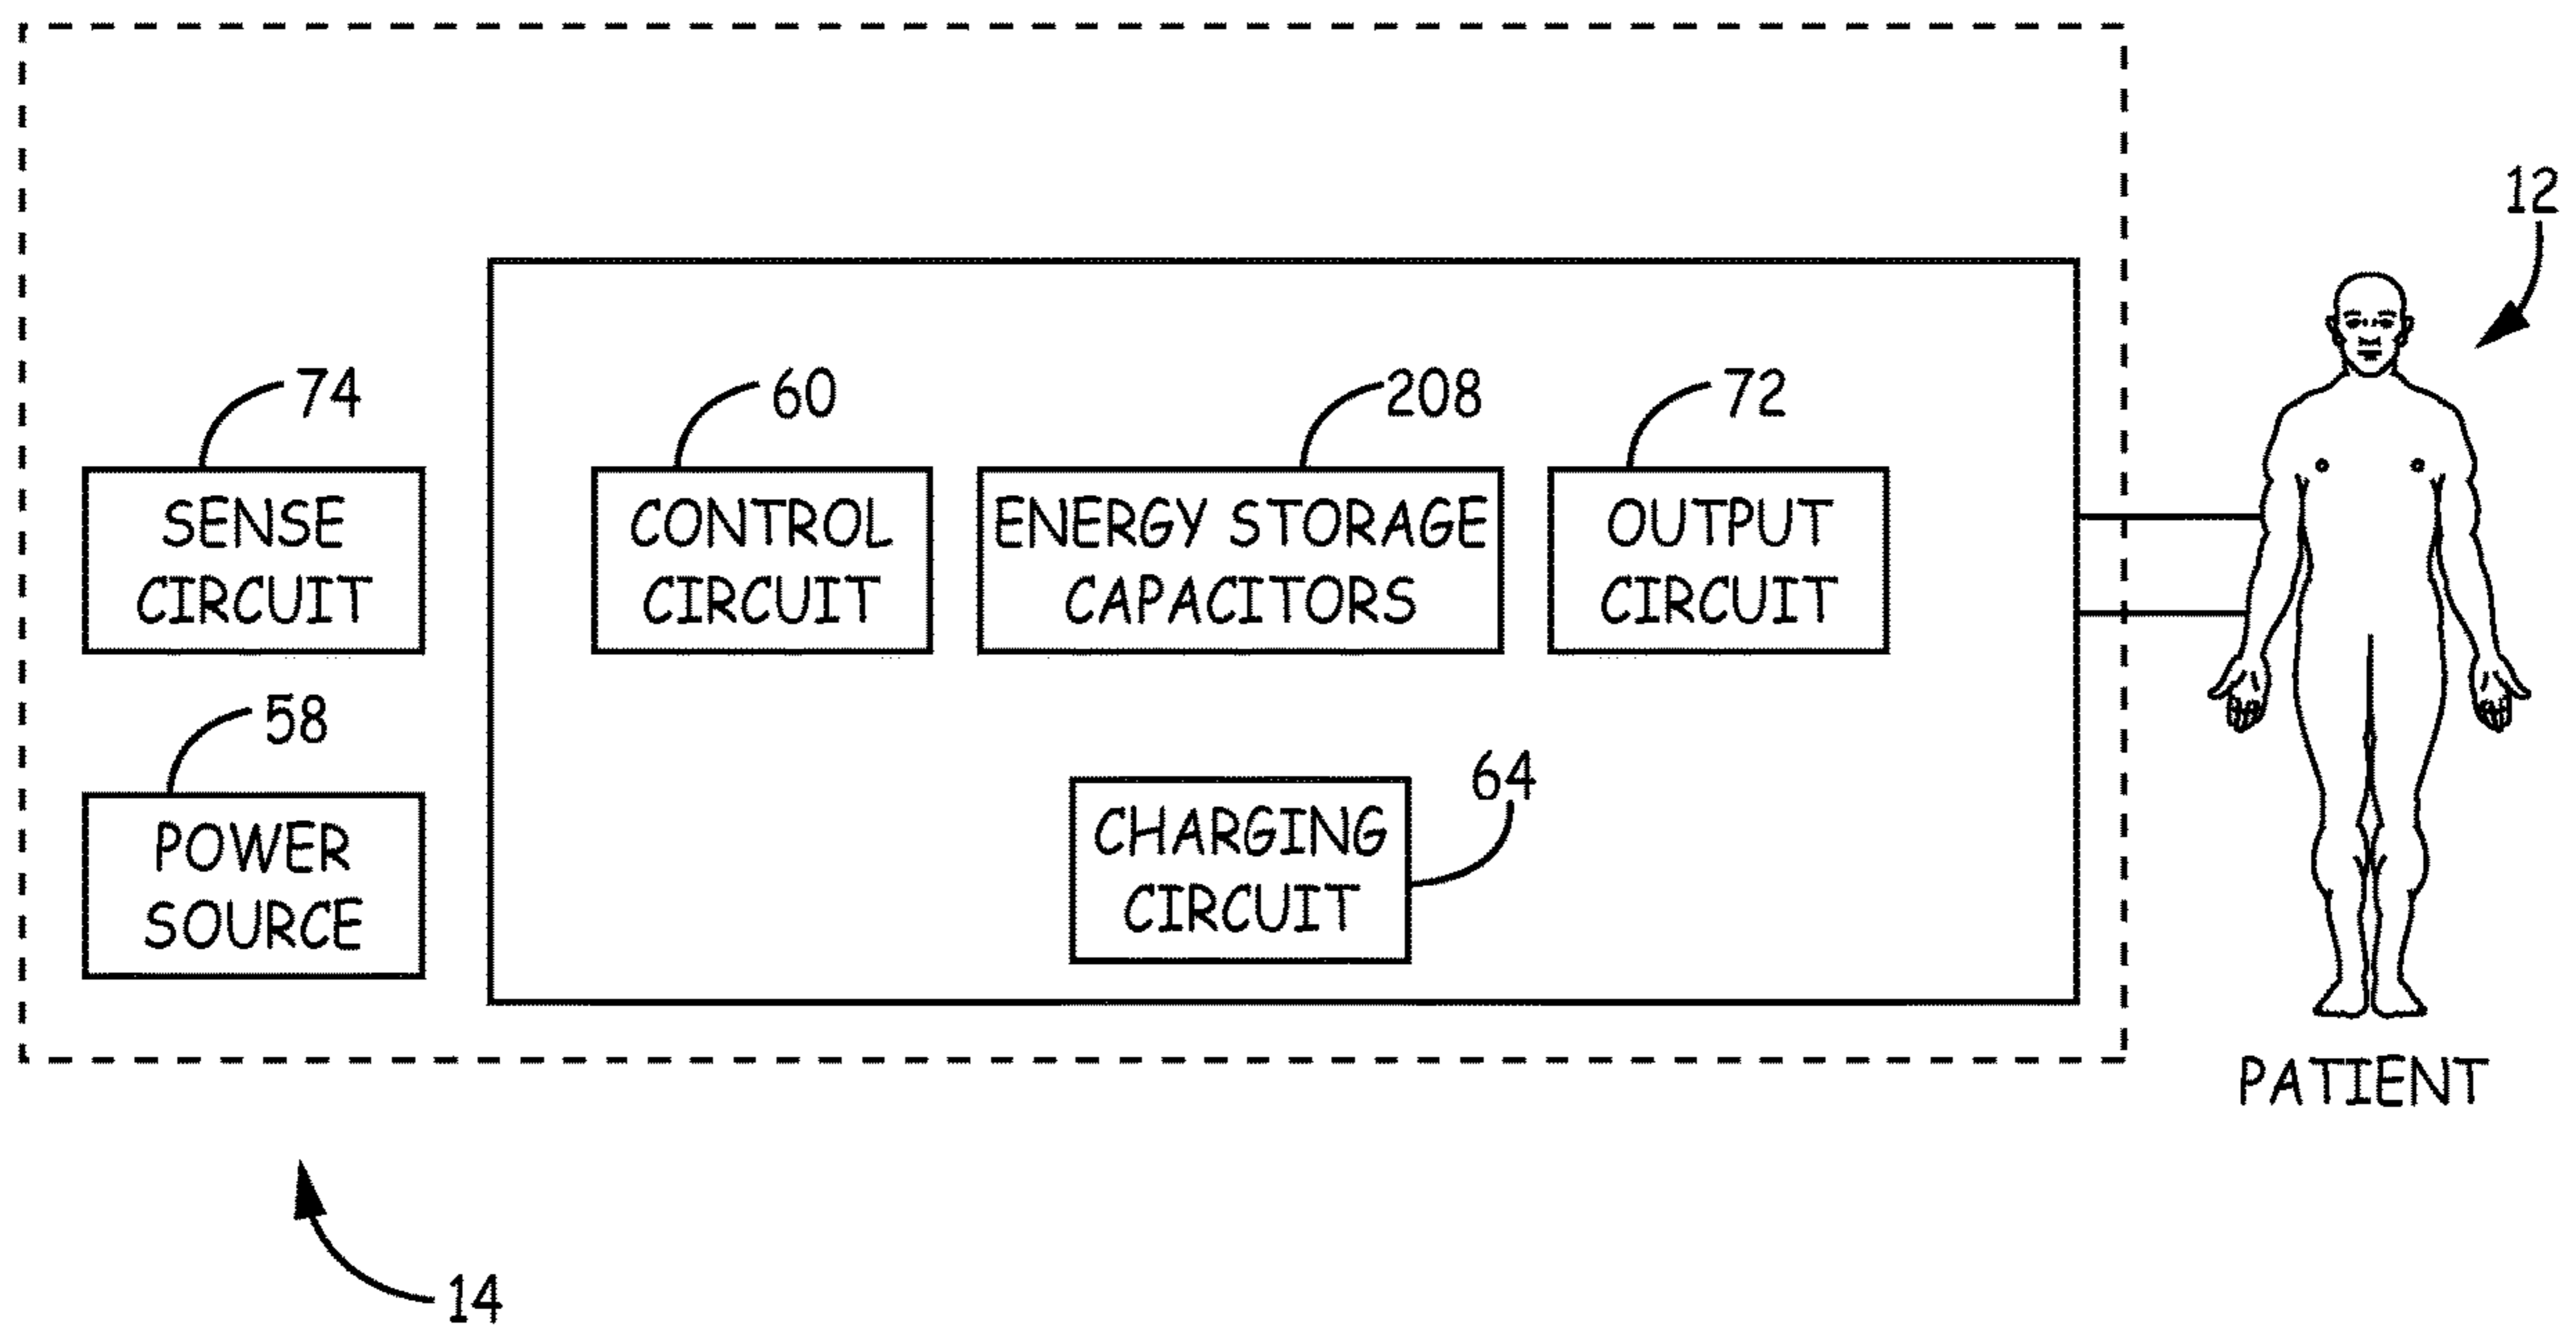 12
74
60
208
72
SENSE
CIRCUIT
CONTROL
CIRCUIT
ENERGY STORAGE
CAPACITORS
OUTPUT
CIRCUIT
58
64
POWER
SOURCE
CHARGING
CIRCUIT
PATIENT
14